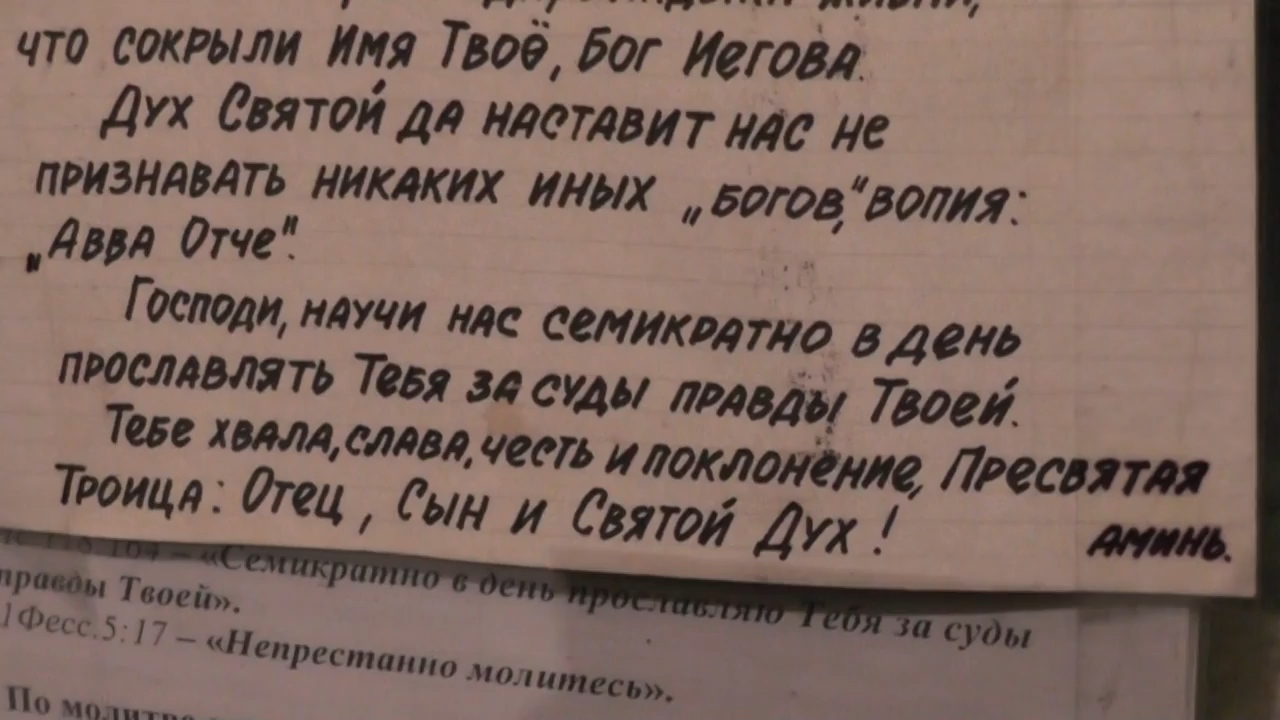 что сокрыли Имя Твоё, Бог Иегова.
Дух Святой да наставит нас не
признавать никаких иных „богов,“ вопия:
„Авва Отче“.
Господи, научи нас семикратно в день
прославлять Тебя за суды правды Твоей.
Тебе хвала, слава, честь и поклонение, Пресвятая
Троица: Отец, Сын и Святой Дух!
аминь.
– «Семикратно в день прославляю Тебя за суды
правды Твоей».
1Фесс.5:17 – «Непрестанно молитесь».
По молитве